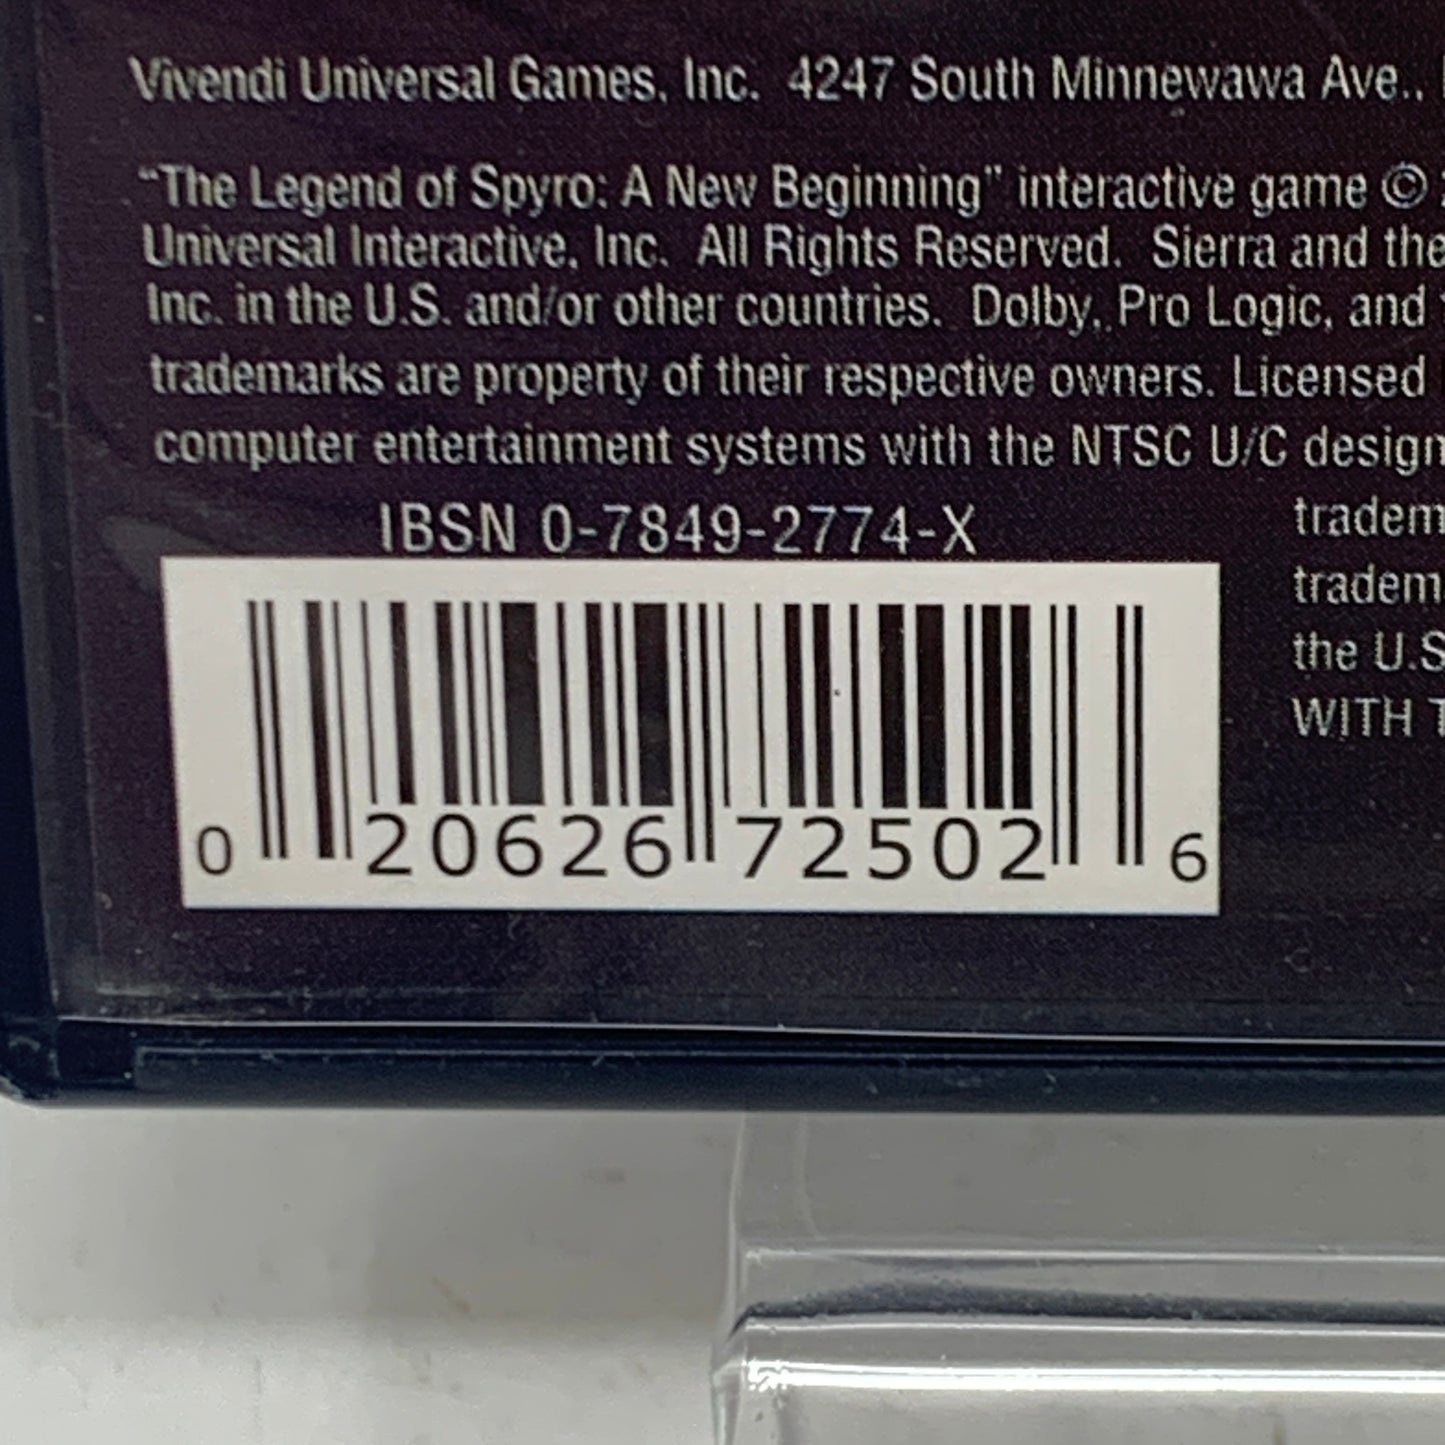 Vivendi Universal Games, Inc. 4247 South Minnewawa Ave.,
"The Legend of Spyro: A New Beginning" interactive game ©
Universal Interactive, Inc. All Rights Reserved. Sierra and the
Inc. in the U.S. and/or other countries. Dolby, Pro Logic, and
trademarks are property of their respective owners. Licensed
computer entertainment systems with the NTSC U/C design
IBSN 0-7849-2774-X
tradem
tradem
the U.S
WITH T
0 20626 72502 6